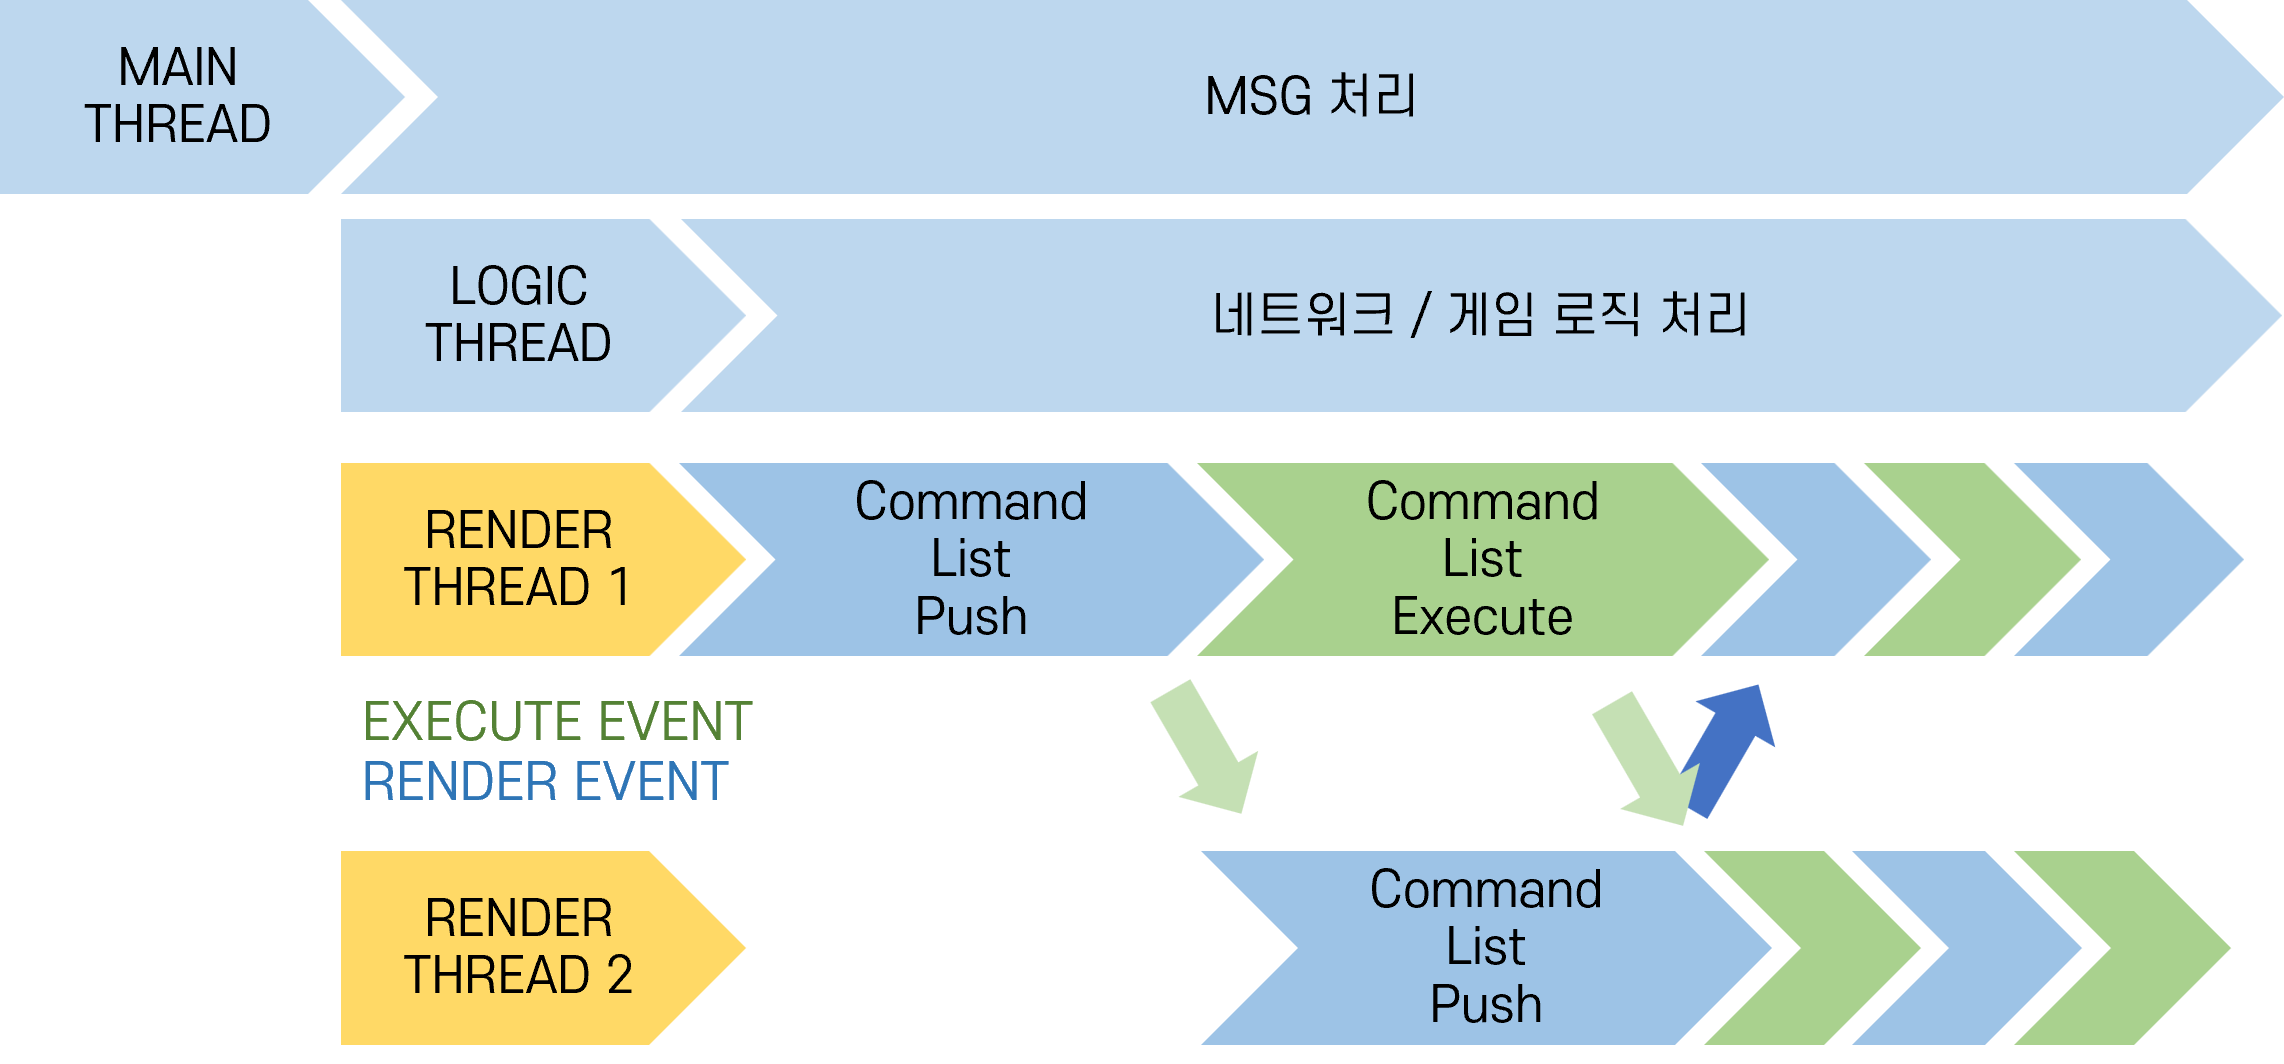 MAIN
THREAD
MSG 처리
LOGIC
THREAD
네트워크 / 게임 로직 처리
RENDER
THREAD 1
Command
List
Push
Command
List
Execute
EXECUTE EVENT
RENDER EVENT
RENDER
THREAD 2
Command
List
Push